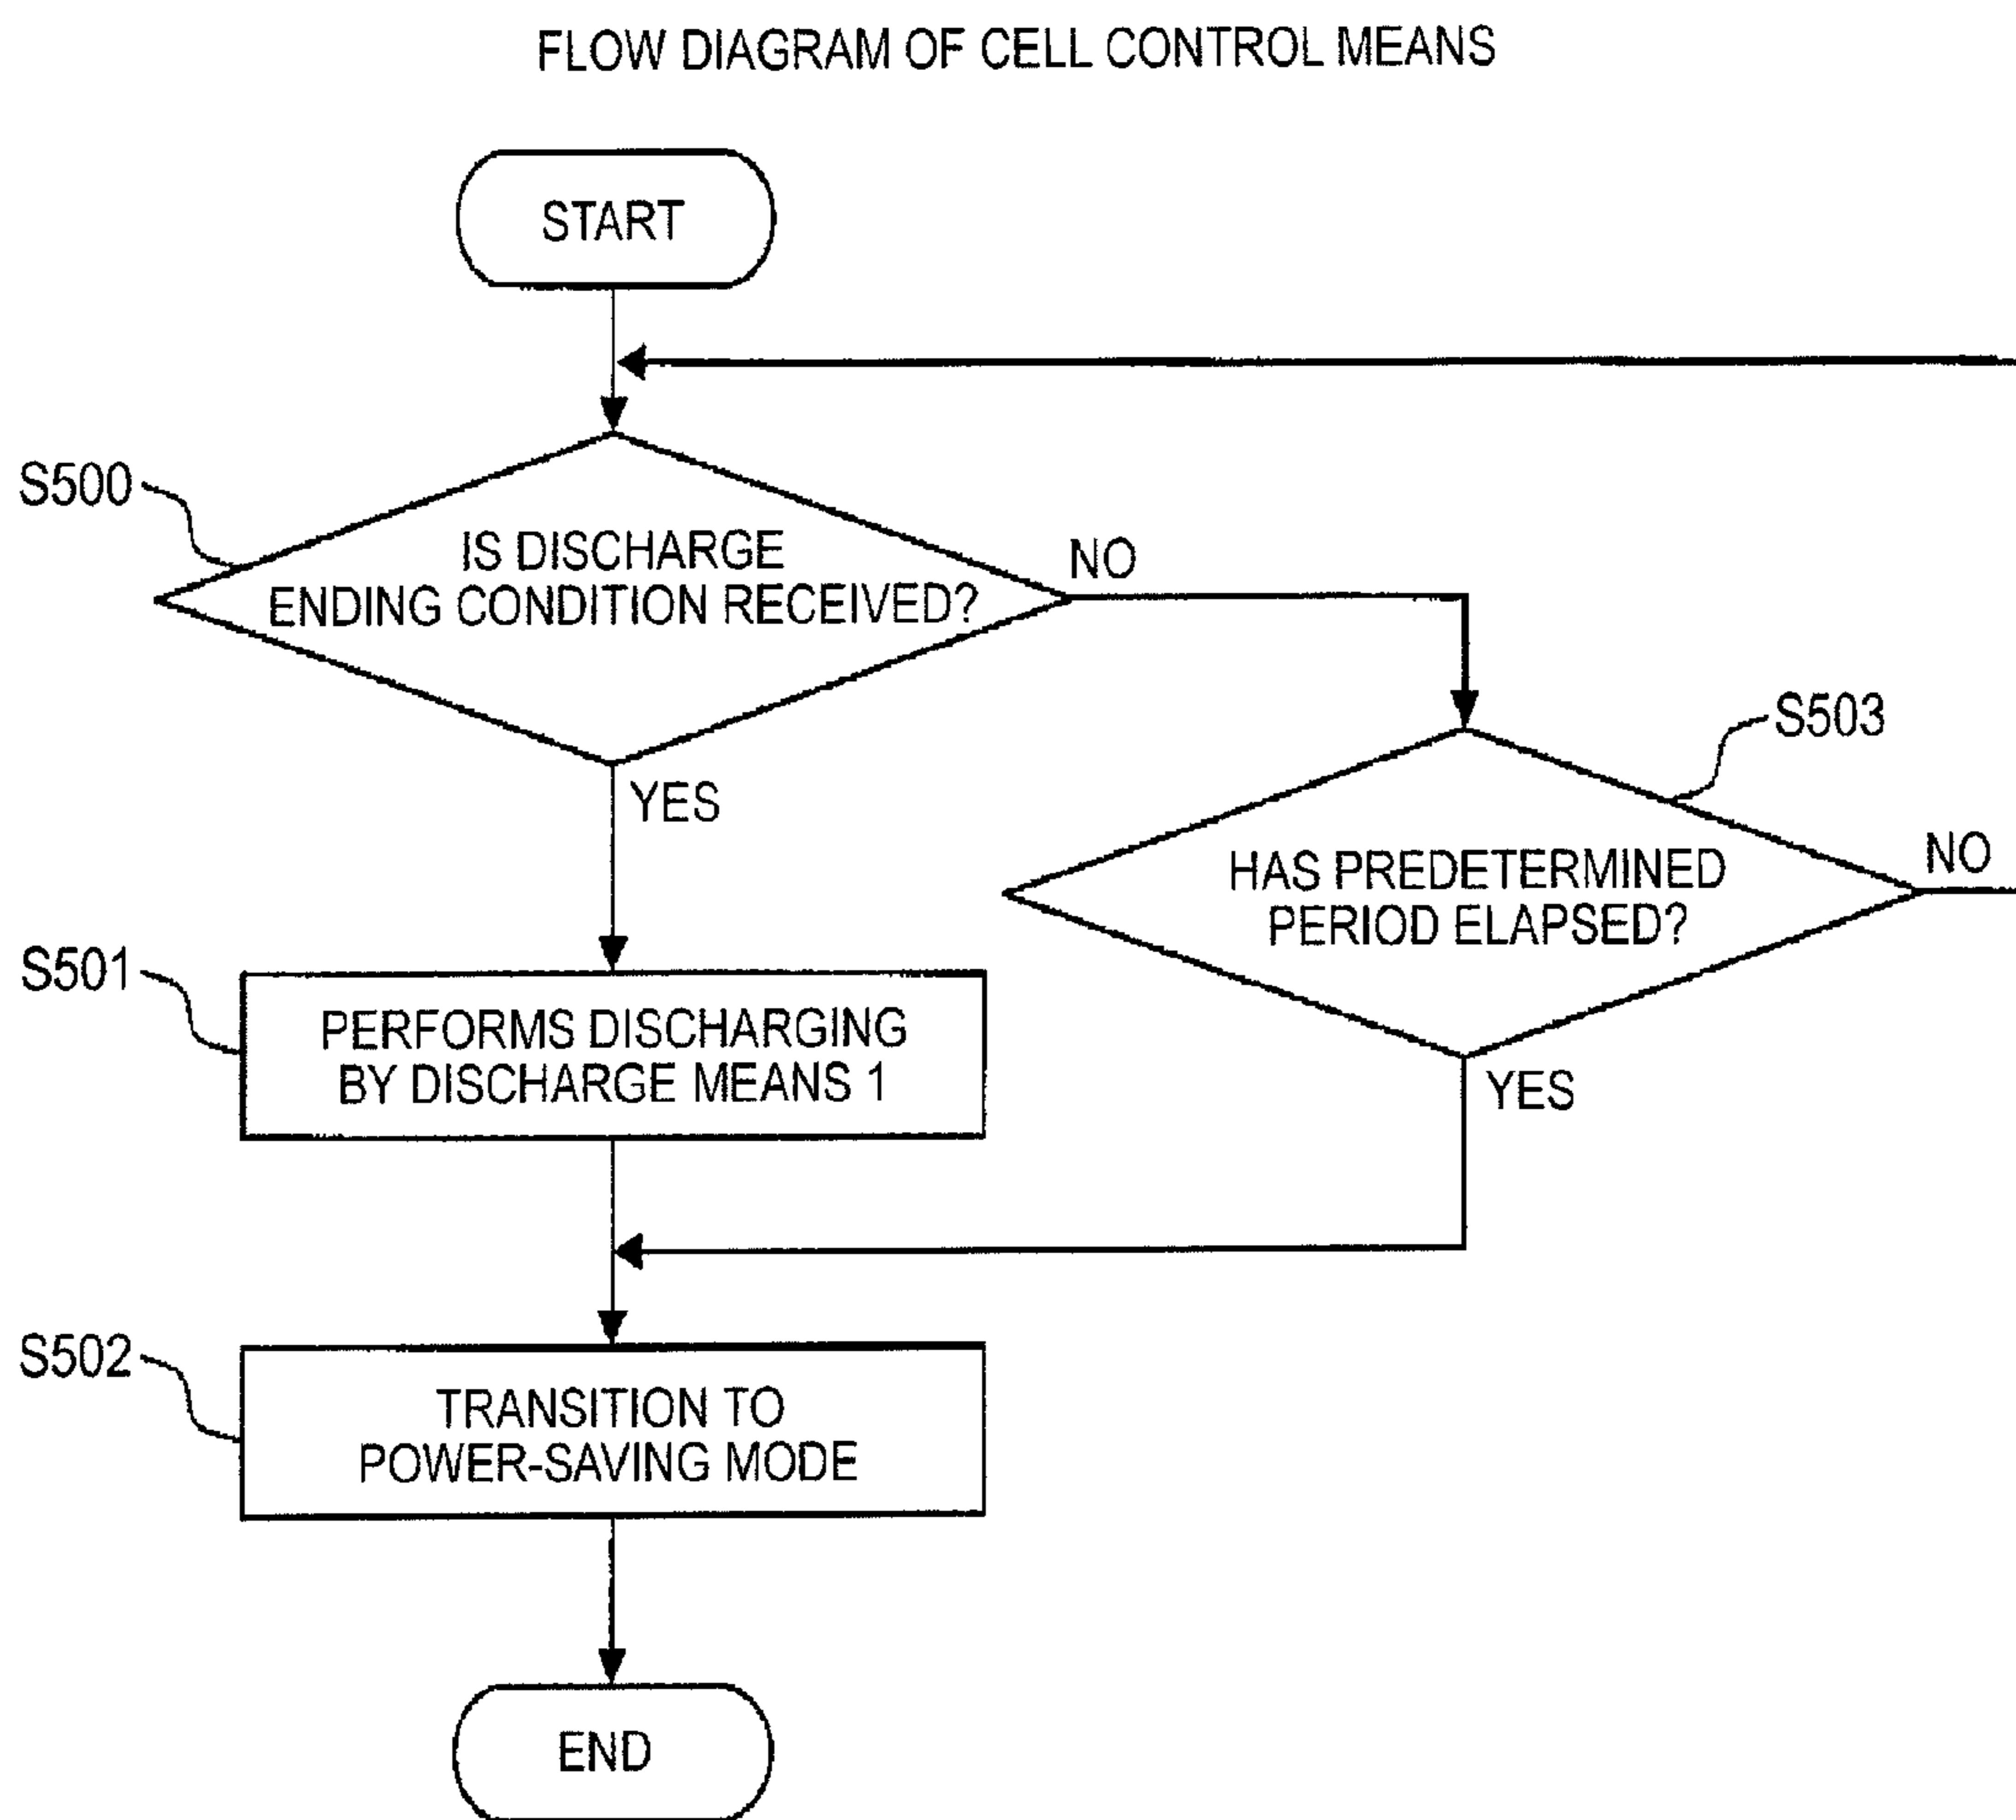 FLOW DIAGRAM OF CELL CONTROL MEANS
START
S500
IS DISCHARGE
ENDING CONDITION RECEIVED?
NO
YES
S503
HAS PREDETERMINED
PERIOD ELAPSED?
NO
YES
S501
PERFORMS DISCHARGING
BY DISCHARGE MEANS 1
S502
TRANSITION TO
POWER-SAVING MODE
END